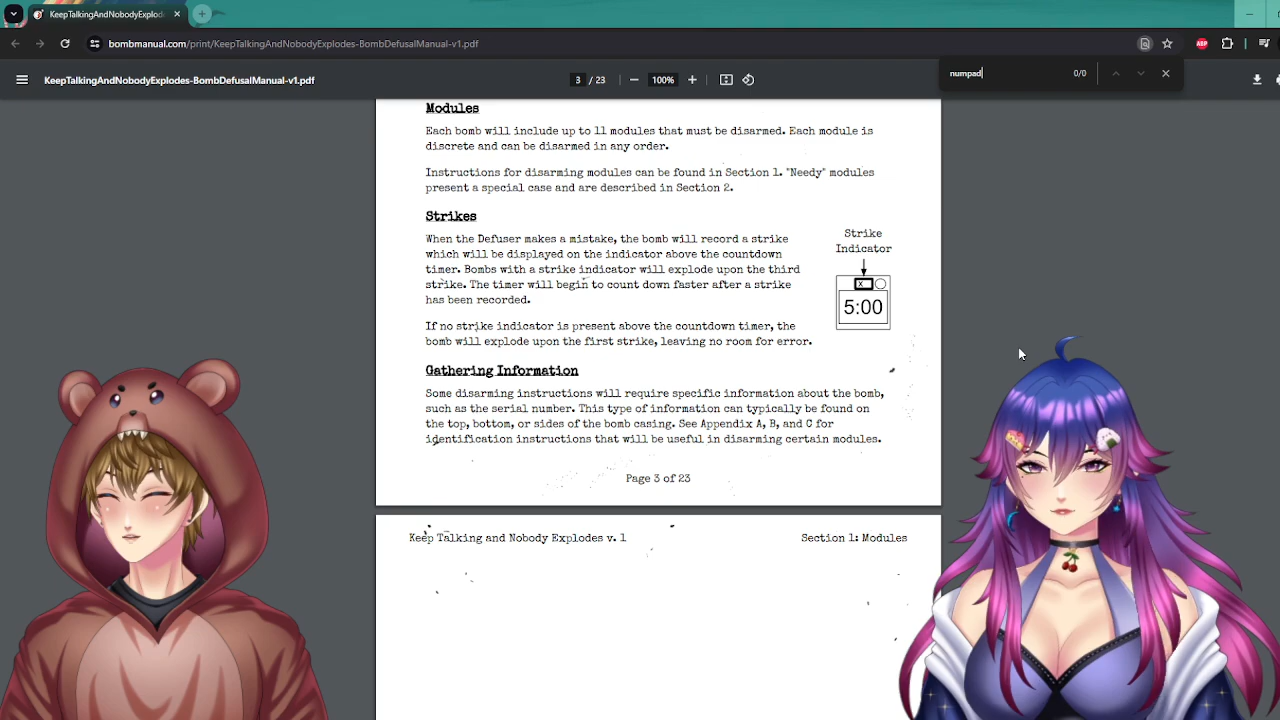 KeepTalkingAndNobodyExplode
bombmanual.com/print/KeepTalkingAndNobodyExplodes-BombDefusalManual-v1.pdf
ABP
KeepTalkingAndNobodyExplodes-BombDefusalManual-v1.pdf
3 / 23
100%
numpad
0/0
Modules
Each bomb will include up to 11 modules that must be disarmed. Each module is
discrete and can be disarmed in any order.
Instructions for disarming modules can be found in Section 1. "Needy" modules
present a special case and are described in Section 2.
Strikes
When the Defuser makes a mistake, the bomb will record a strike
which will be displayed on the indicator above the countdown
timer. Bombs with a strike indicator will explode upon the third
strike. The timer will begin to count down faster after a strike
has been recorded.
Strike
Indicator
X
5:00
If no strike indicator is present above the countdown timer, the
bomb will explode upon the first strike, leaving no room for error.
Gathering Information
Some disarming instructions will require specific information about the bomb,
such as the serial number. This type of information can typically be found on
the top, bottom, or sides of the bomb casing. See Appendix A, B, and C for
identification instructions that will be useful in disarming certain modules.
Page 3 of 23
Keep Talking and Nobody Explodes v. 1
Section 1: Modules